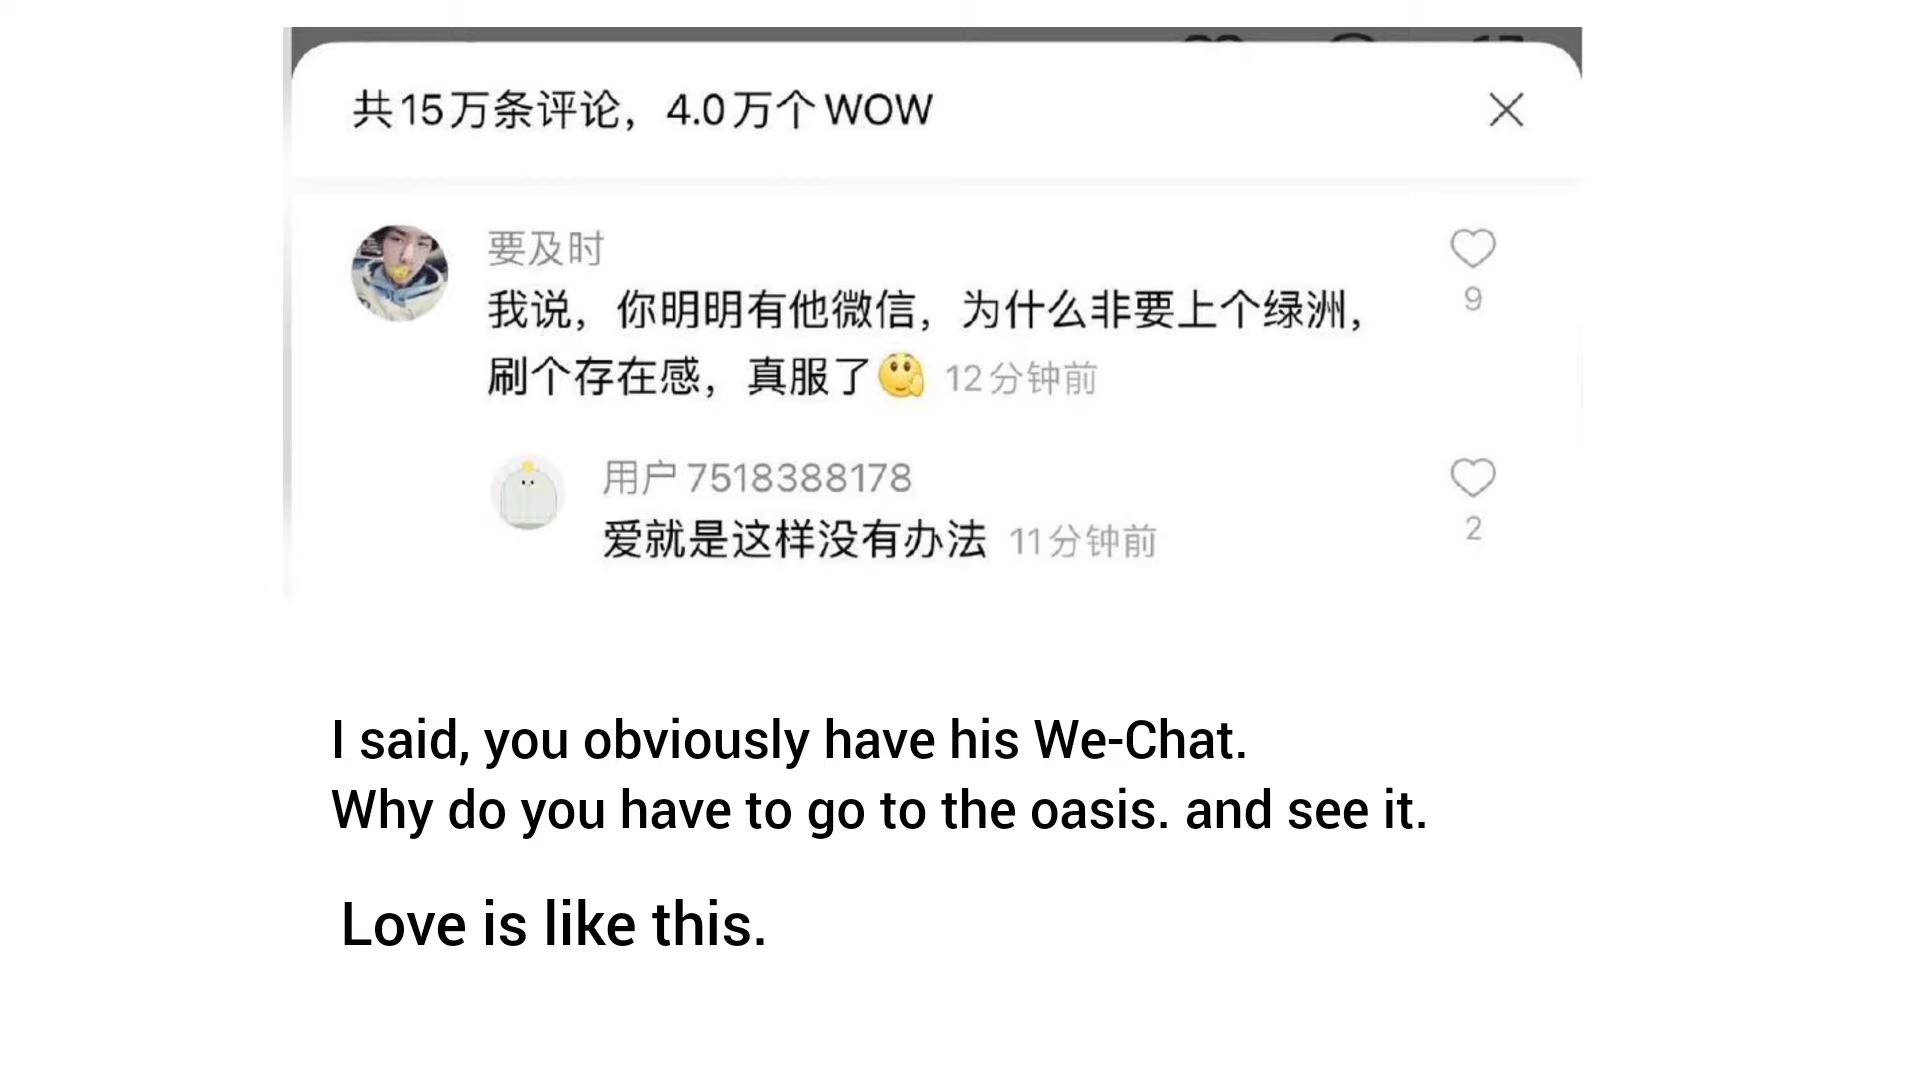 共15万条评论，4.0万个WOW
要及时
我说，你明明有他微信，为什么非要上个绿洲，
刷个存在感，真服了 12分钟前
9
用户7518388178
爱就是这样没有办法 11分钟前
2
I said, you obviously have his We-Chat.
Why do you have to go to the oasis. and see it.
Love is like this.